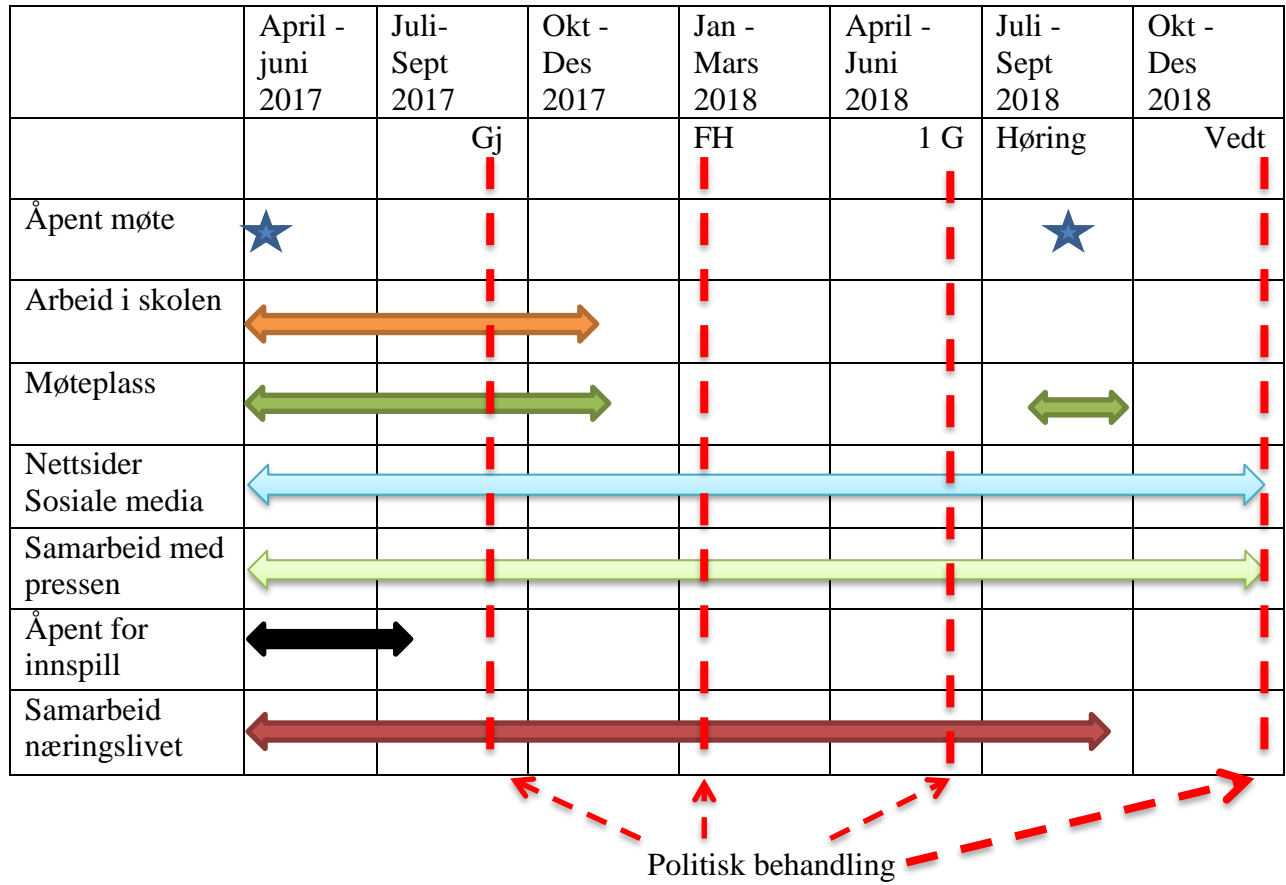 April - Juli- Okt - Jan - April - Juli - Okt -
juni Sept Des Mars Juni Sept Des
2017 2017 2017 2018 2018 2018 2018
Gj FH 1 G Høring Vedt
Åpent møte
Arbeid i skolen
Møteplass
Nettsider
Sosiale media
Samarbeid med
pressen
Åpent for
innspill
Samarbeid
næringslivet
Politisk behandling